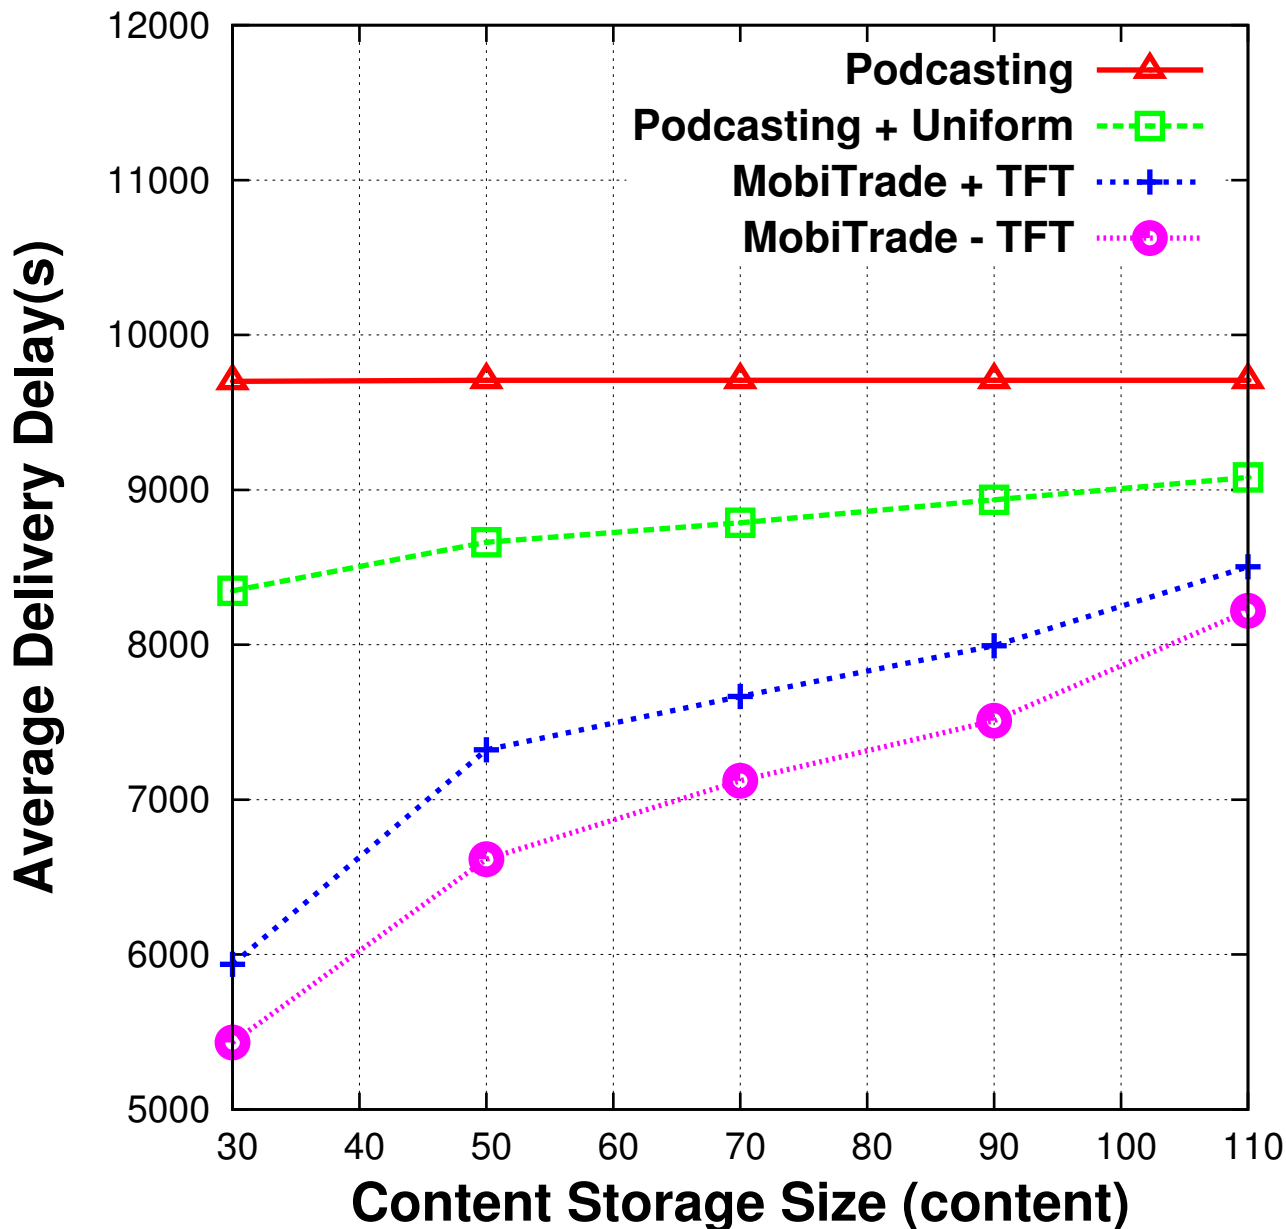 12000
11000
10000
9000
8000
7000
6000
5000
30 40 50 60 70 80 90 100 110
Average Delivery Delay(s)
Content Storage Size (content)
Podcasting
Podcasting + Uniform
MobiTrade + TFT
MobiTrade - TFT